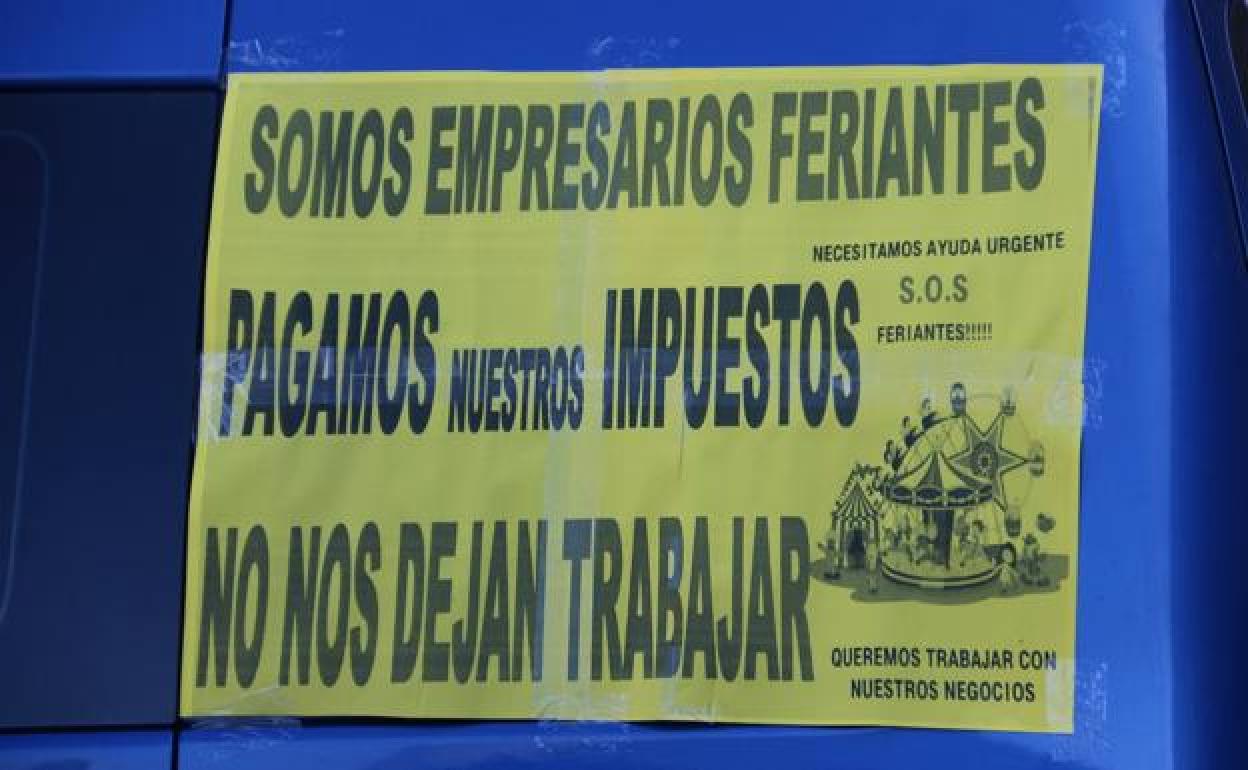 SOMOS EMPRESARIOS FERIANTES
NECESITAMOS AYUDA URGENTE
S.O.S
FERIANTES!!!!!
PAGAMOS NUESTROS IMPUESTOS
NO NOS DEJAN TRABAJAR
QUEREMOS TRABAJAR CON
NUESTROS NEGOCIOS